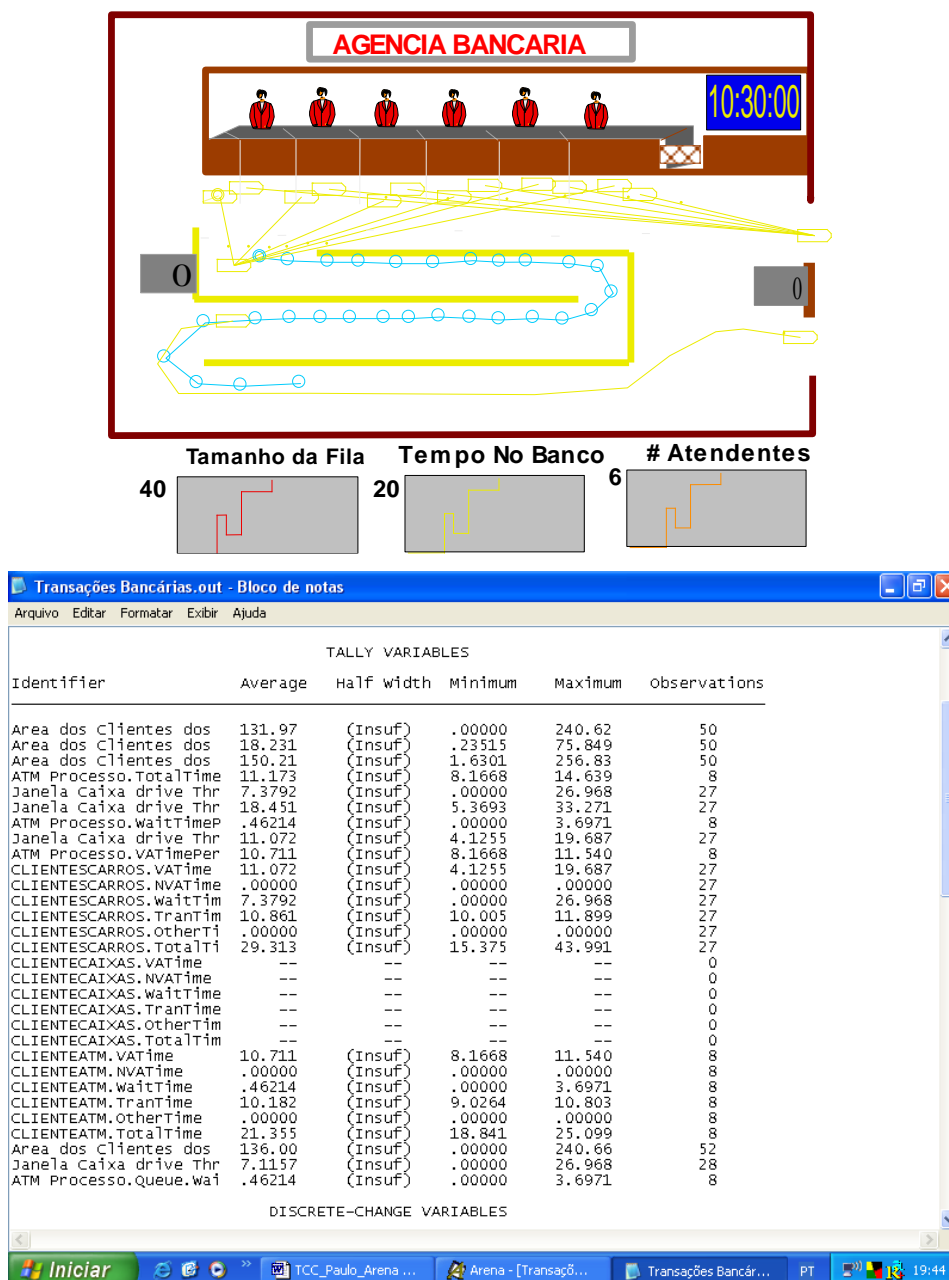 AGENCIA BANCARIA
10:30:00
0
0
Tamanho da Fila
Tempo No Banco
# Atendentes
40
20
6
Transações Bancárias.out - Bloco de notas
Arquivo Editar Formatar Exibir Ajuda
TALLY VARIABLES
Identifier Average Half Width Minimum Maximum Observations
Area dos Clientes dos 131.97 (Insuf) .00000 240.62 50
Area dos Clientes dos 18.231 (Insuf) .23515 75.849 50
Area dos Clientes dos 150.21 (Insuf) 1.6301 256.83 50
ATM Processo.TotalTime 11.173 (Insuf) 8.1668 14.639 8
Janela Caixa drive Thr 7.3792 (Insuf) .00000 26.968 27
Janela Caixa drive Thr 18.451 (Insuf) 5.3693 33.271 27
ATM Processo.WaitTimeP .46214 (Insuf) .00000 3.6971 8
Janela Caixa drive Thr 11.072 (Insuf) 4.1255 19.687 27
ATM Processo.VATimePer 10.711 (Insuf) 8.1668 11.540 8
CLIENTESCARROS.VATime 11.072 (Insuf) 4.1255 19.687 27
CLIENTESCARROS.NVATime .00000 (Insuf) .00000 .00000 27
CLIENTESCARROS.WaitTim 7.3792 (Insuf) .00000 26.968 27
CLIENTESCARROS.TranTim 10.861 (Insuf) 10.005 11.899 27
CLIENTESCARROS.OtherTi .00000 (Insuf) .00000 .00000 27
CLIENTESCARROS.TotalTi 29.313 (Insuf) 15.375 43.991 27
CLIENTECAIXAS.VATime -- -- -- -- 0
CLIENTECAIXAS.NVATime -- -- -- -- 0
CLIENTECAIXAS.WaitTime -- -- -- -- 0
CLIENTECAIXAS.TranTime -- -- -- -- 0
CLIENTECAIXAS.OtherTim -- -- -- -- 0
CLIENTECAIXAS.TotalTim -- -- -- -- 0
CLIENTEATM.VATime 10.711 (Insuf) 8.1668 11.540 8
CLIENTEATM.NVATime .00000 (Insuf) .00000 .00000 8
CLIENTEATM.WaitTime .46214 (Insuf) .00000 3.6971 8
CLIENTEATM.TranTime 10.182 (Insuf) 9.0264 10.803 8
CLIENTEATM.OtherTime .00000 (Insuf) .00000 .00000 8
CLIENTEATM.TotalTime 21.355 (Insuf) 18.841 25.099 8
Area dos Clientes dos 136.00 (Insuf) .00000 240.66 52
Janela Caixa drive Thr 7.1157 (Insuf) .00000 26.968 28
ATM Processo.Queue.Wai .46214 (Insuf) .00000 3.6971 8
DISCRETE-CHANGE VARIABLES
Iniciar » TCC_Paulo_Arena ... Arena - [Transaçõ... Transações Bancár... PT 19:44